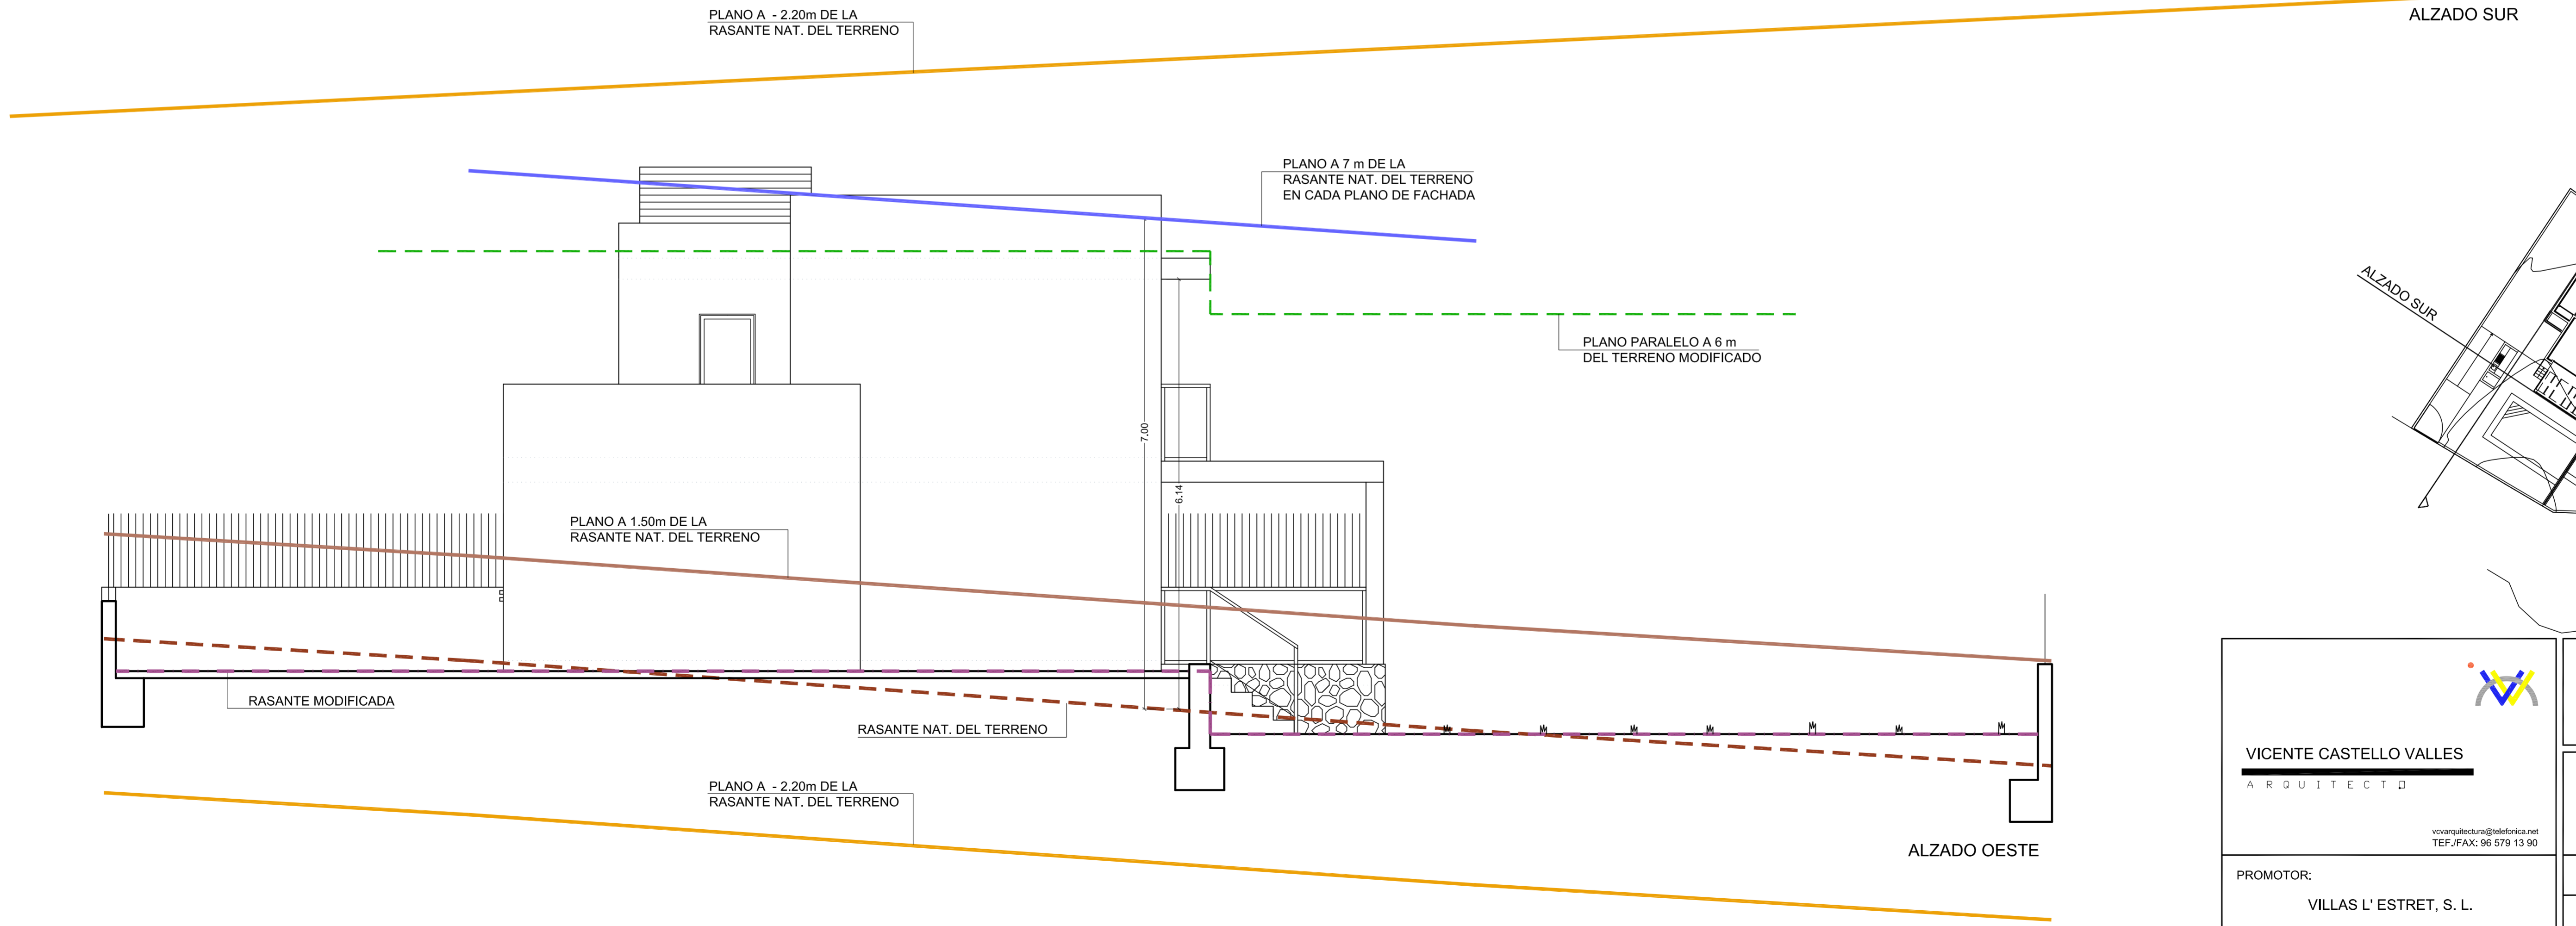 PLANO A - 2.20m DE LA
RASANTE NAT. DEL TERRENO
ALZADO SUR
PLANO A 7 m DE LA
RASANTE NAT. DEL TERRENO
EN CADA PLANO DE FACHADA
ALZADO SUR
PLANO PARALELO A 6 m
DEL TERRENO MODIFICADO
7.00
6.14
PLANO A 1.50m DE LA
RASANTE NAT. DEL TERRENO
RASANTE MODIFICADA
RASANTE NAT. DEL TERRENO
PLANO A - 2.20m DE LA
RASANTE NAT. DEL TERRENO
ALZADO OESTE
VICENTE CASTELLO VALLES
ARQUITECTO
vcvarquitectura@telefonica.net
TEF./FAX: 96 579 13 90
PROMOTOR:
VILLAS L' ESTRET, S. L.